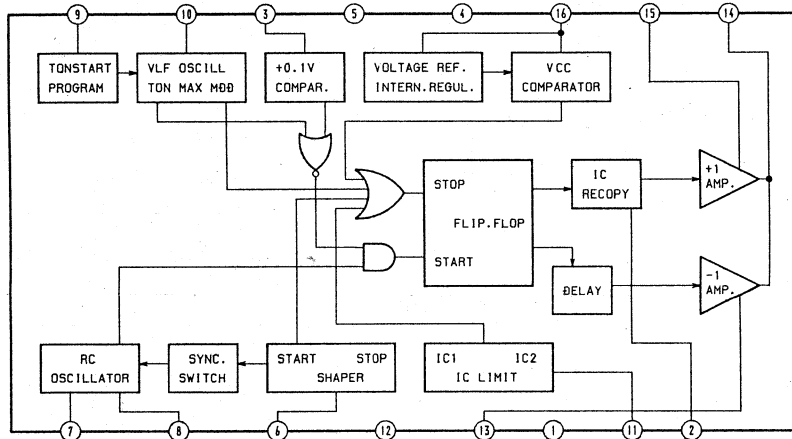 9 10 3 5 4 16 15 14
TONSTART
PROGRAM
VLF OSCILL
TON MAX MOD
+0.1V
COMPAR.
VOLTAGE REF.
INTERN.REGUL.
VCC
COMPARATOR
STOP
FLIP.FLOP
START
IC
RECOPY
DELAY
+1
AMP.
-1
AMP.
RC
OSCILLATOR
SYNC.
SWITCH
START STOP
SHAPER
IC1 IC2
IC LIMIT
7 8 6 12 13 1 11 2